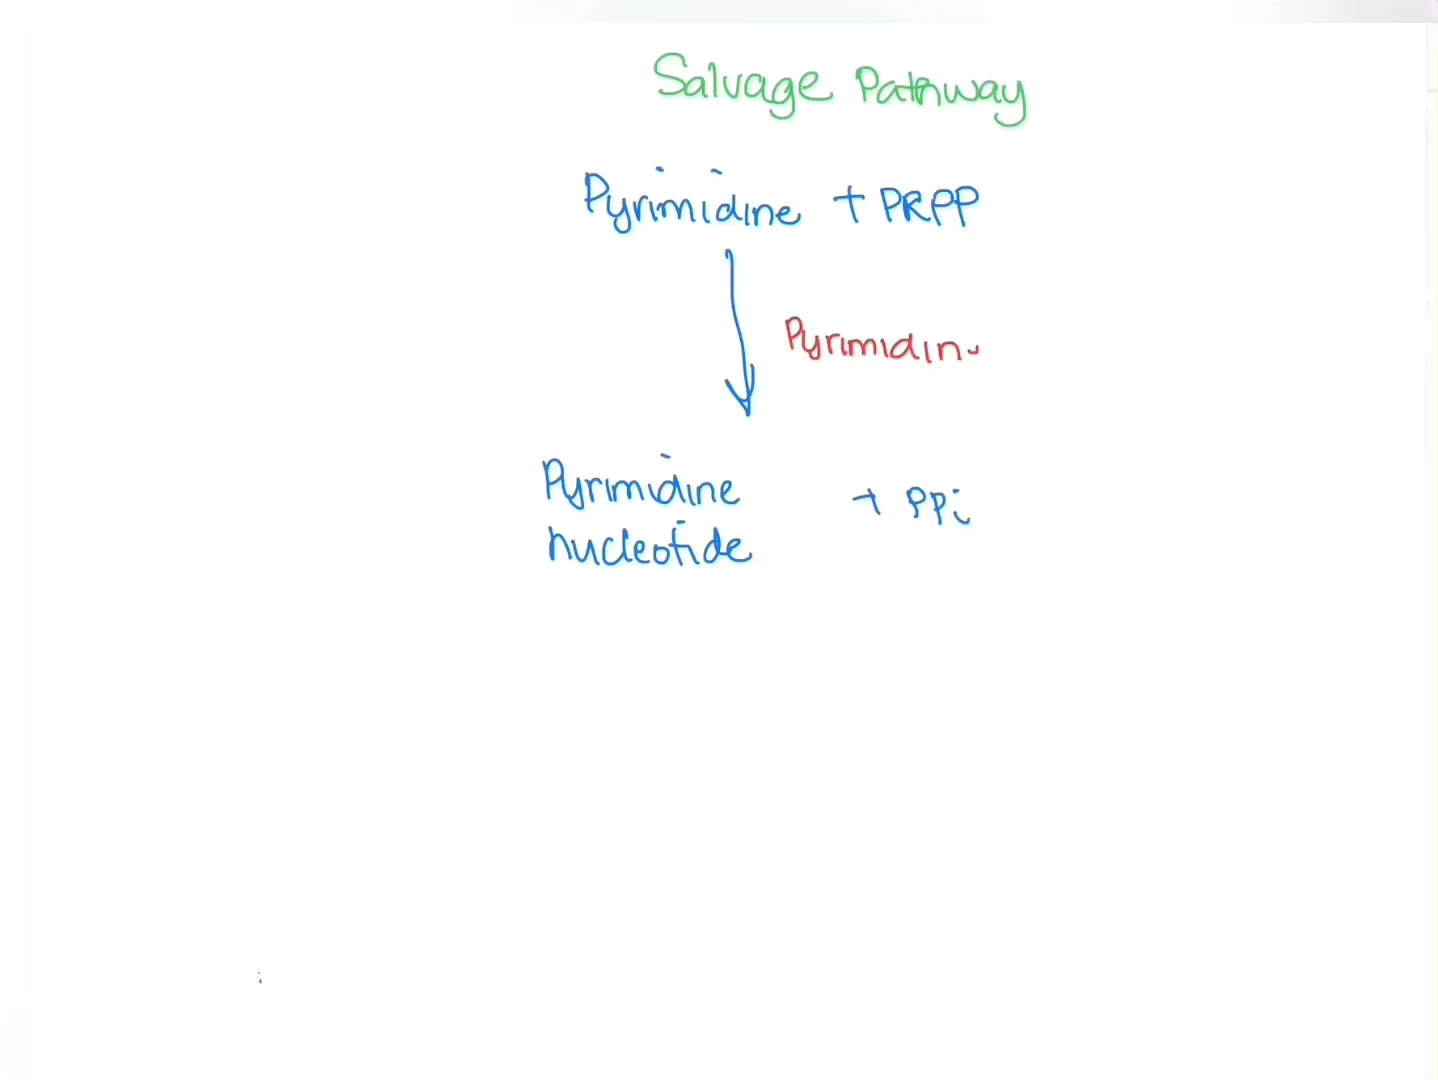 Salvage Pathway
Pyrimidine + PRPP
Pyrimidin
Pyrimidine + PPi
nucleotide